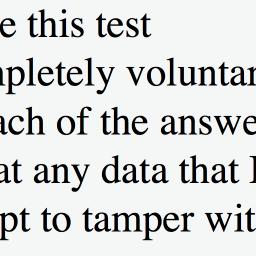 e this test
mpletely voluntar
ach of the answe
at any data that I
pt to tamper wit